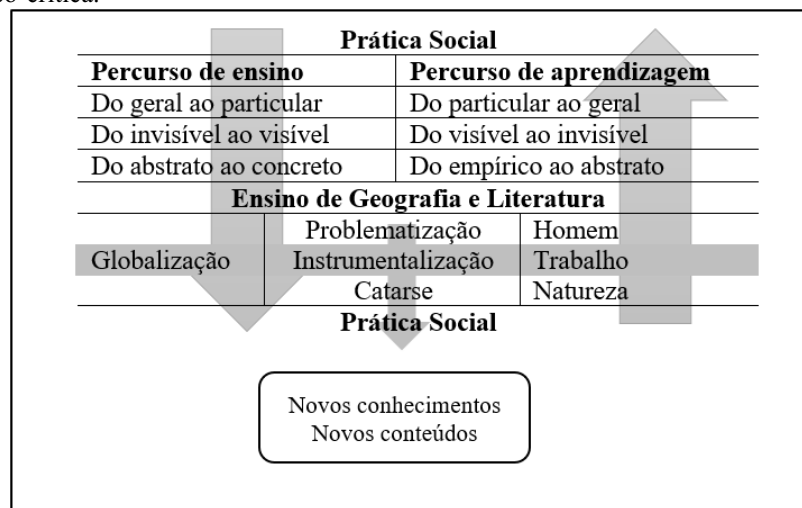 Prática Social
Percurso de ensino Percurso de aprendizagem
Do geral ao particular Do particular ao geral
Do invisível ao visível Do visível ao invisível
Do abstrato ao concreto Do empírico ao abstrato
Ensino de Geografia e Literatura
Problematização Homem
Globalização Instrumentalização Trabalho
Catarse Natureza
Prática Social
Novos conhecimentos
Novos conteúdos